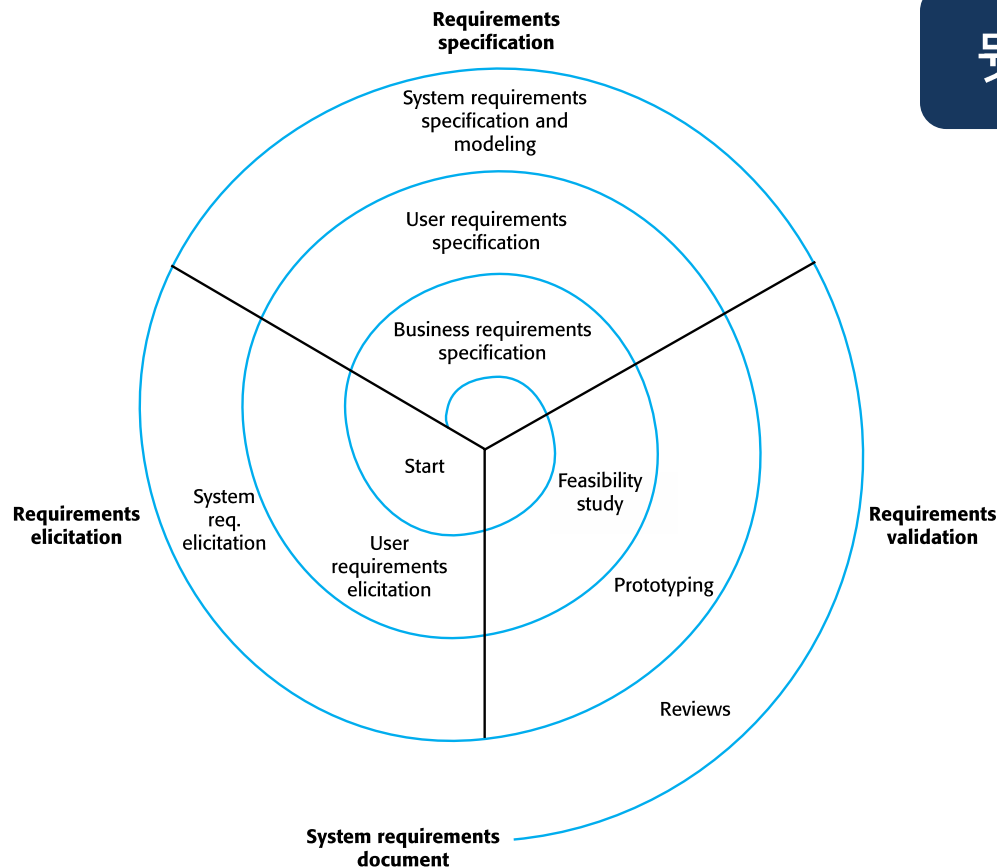 Requirements
specification
System requirements
specification and
modeling
User requirements
specification
Business requirements
specification
Start
Feasibility
study
System
req.
elicitation
Requirements
elicitation
Requirements
validation
User
requirements
elicitation
Prototyping
Reviews
System requirements
document